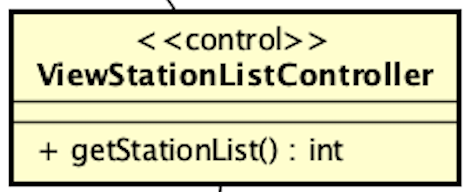 <<control>>
ViewStationListController
+ getStationList() : int